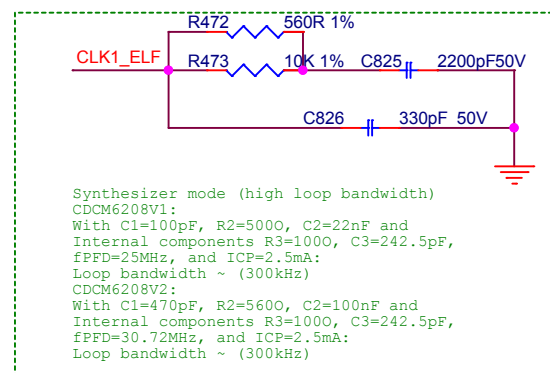 R472 560R 1%
CLK1_ELF R473 10K 1% C825 2200pF50V
C826 330pF 50V
Synthesizer mode (high loop bandwidth)
CDCM6208V1:
With C1=100pF, R2=500O, C2=22nF and
Internal components R3=100O, C3=242.5pF,
fPFD=25MHz, and ICP=2.5mA:
Loop bandwidth ~ (300kHz)
CDCM6208V2:
With C1=470pF, R2=560O, C2=100nF and
Internal components R3=100O, C3=242.5pF,
fPFD=30.72MHz, and ICP=2.5mA:
Loop bandwidth ~ (300kHz)